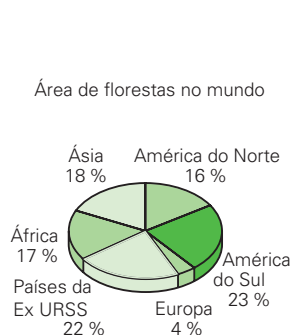 Área de florestas no mundo
Ásia
18 %
América do Norte
16 %
África
17 %
América
do Sul
23 %
Países da
Ex URSS
22 %
Europa
4 %